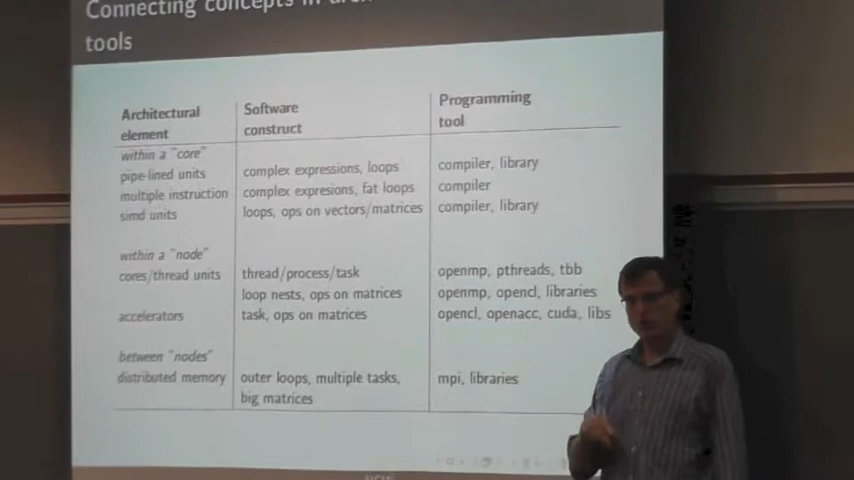 Connecting concepts in
tools
Architectural element | Software construct | Programming tool
within a "core"
pipe-lined units | complex expressions, loops | compiler, library
multiple instruction | complex expresions, fat loops | compiler
simd units | loops, ops on vectors/matrices | compiler, library
within a "node"
cores/thread units | thread/process/task | openmp, pthreads, tbb
loop nests, ops on matrices | openmp, opencl, libraries
accelerators | task, ops on matrices | opencl, openacc, cuda, libs
between "nodes"
distributed memory | outer loops, multiple tasks, | mpi, libraries
big matrices